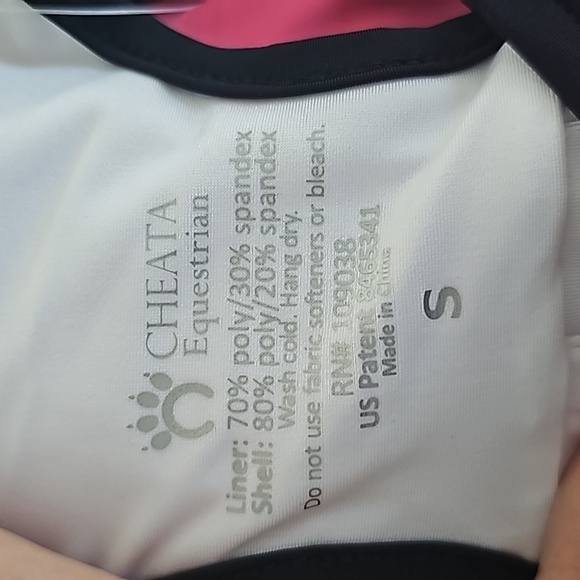 CHEATA
Equestrian
Liner: 70% poly/30% spandex
Shell: 80% poly/20% spandex
Wash cold. Hang dry.
Do not use fabric softeners or bleach.
RN# 109038
US Patent 8465341
Made in China
S